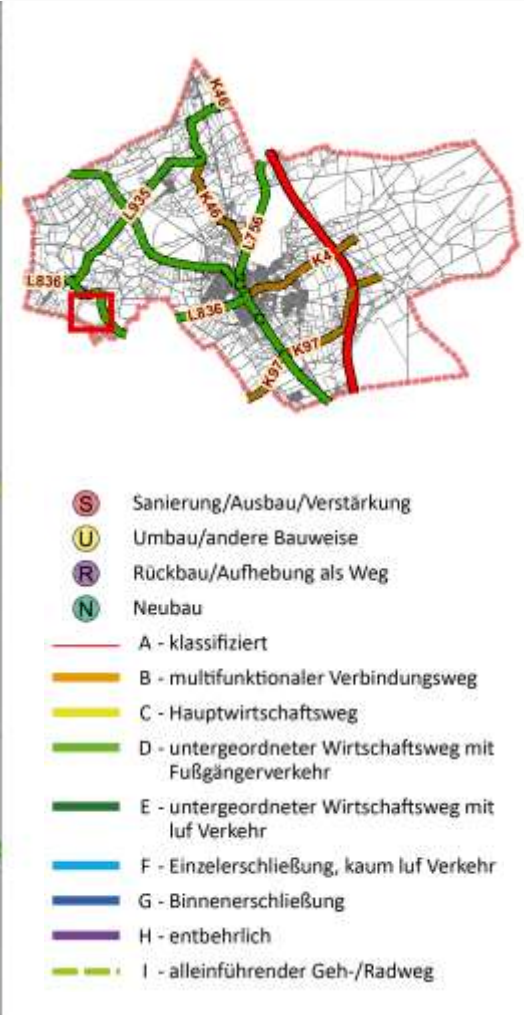 K46
L935
K46
L756
K4
L836
L836
K97
K97
S Sanierung/Ausbau/Verstärkung
U Umbau/andere Bauweise
R Rückbau/Aufhebung als Weg
N Neubau
A - klassifiziert
B - multifunktionaler Verbindungsweg
C - Hauptwirtschaftsweg
D - untergeordneter Wirtschaftsweg mit
Fußgängerverkehr
E - untergeordneter Wirtschaftsweg mit
luf Verkehr
F - Einzelerschließung, kaum luf Verkehr
G - Binnenerschließung
H - entbehrlich
I - alleinführender Geh-/Radweg